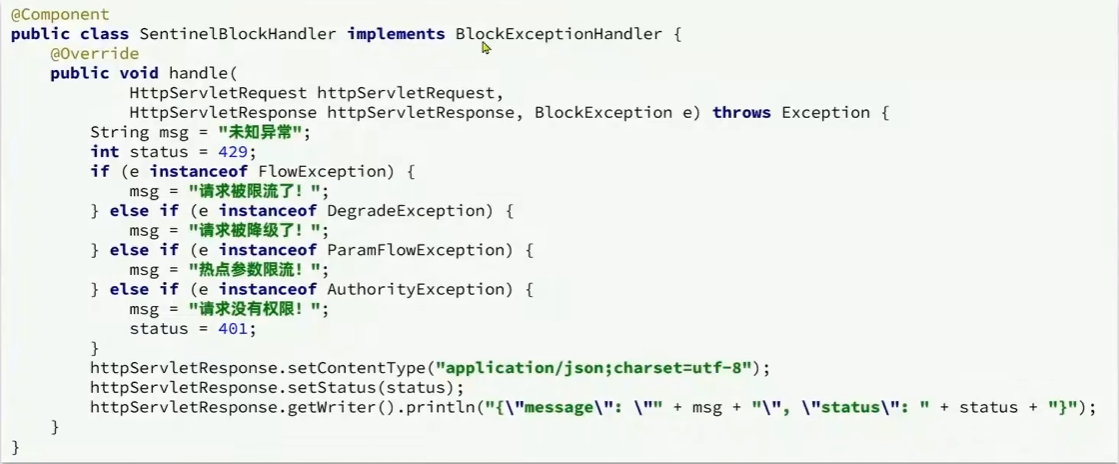 @Component
public class SentinelBlockHandler implements BlockExceptionHandler {
    @Override
    public void handle(
            HttpServletRequest httpServletRequest,
            HttpServletResponse httpServletResponse, BlockException e) throws Exception {
        String msg = "未知异常";
        int status = 429;
        if (e instanceof FlowException) {
            msg = "请求被限流了！";
        } else if (e instanceof DegradeException) {
            msg = "请求被降级了！";
        } else if (e instanceof ParamFlowException) {
            msg = "热点参数限流！";
        } else if (e instanceof AuthorityException) {
            msg = "请求没有权限！";
            status = 401;
        }
        httpServletResponse.setContentType("application/json;charset=utf-8");
        httpServletResponse.setStatus(status);
        httpServletResponse.getWriter().println("{\"message\": \"" + msg + "\", \"status\": " + status + "}");
    }
}